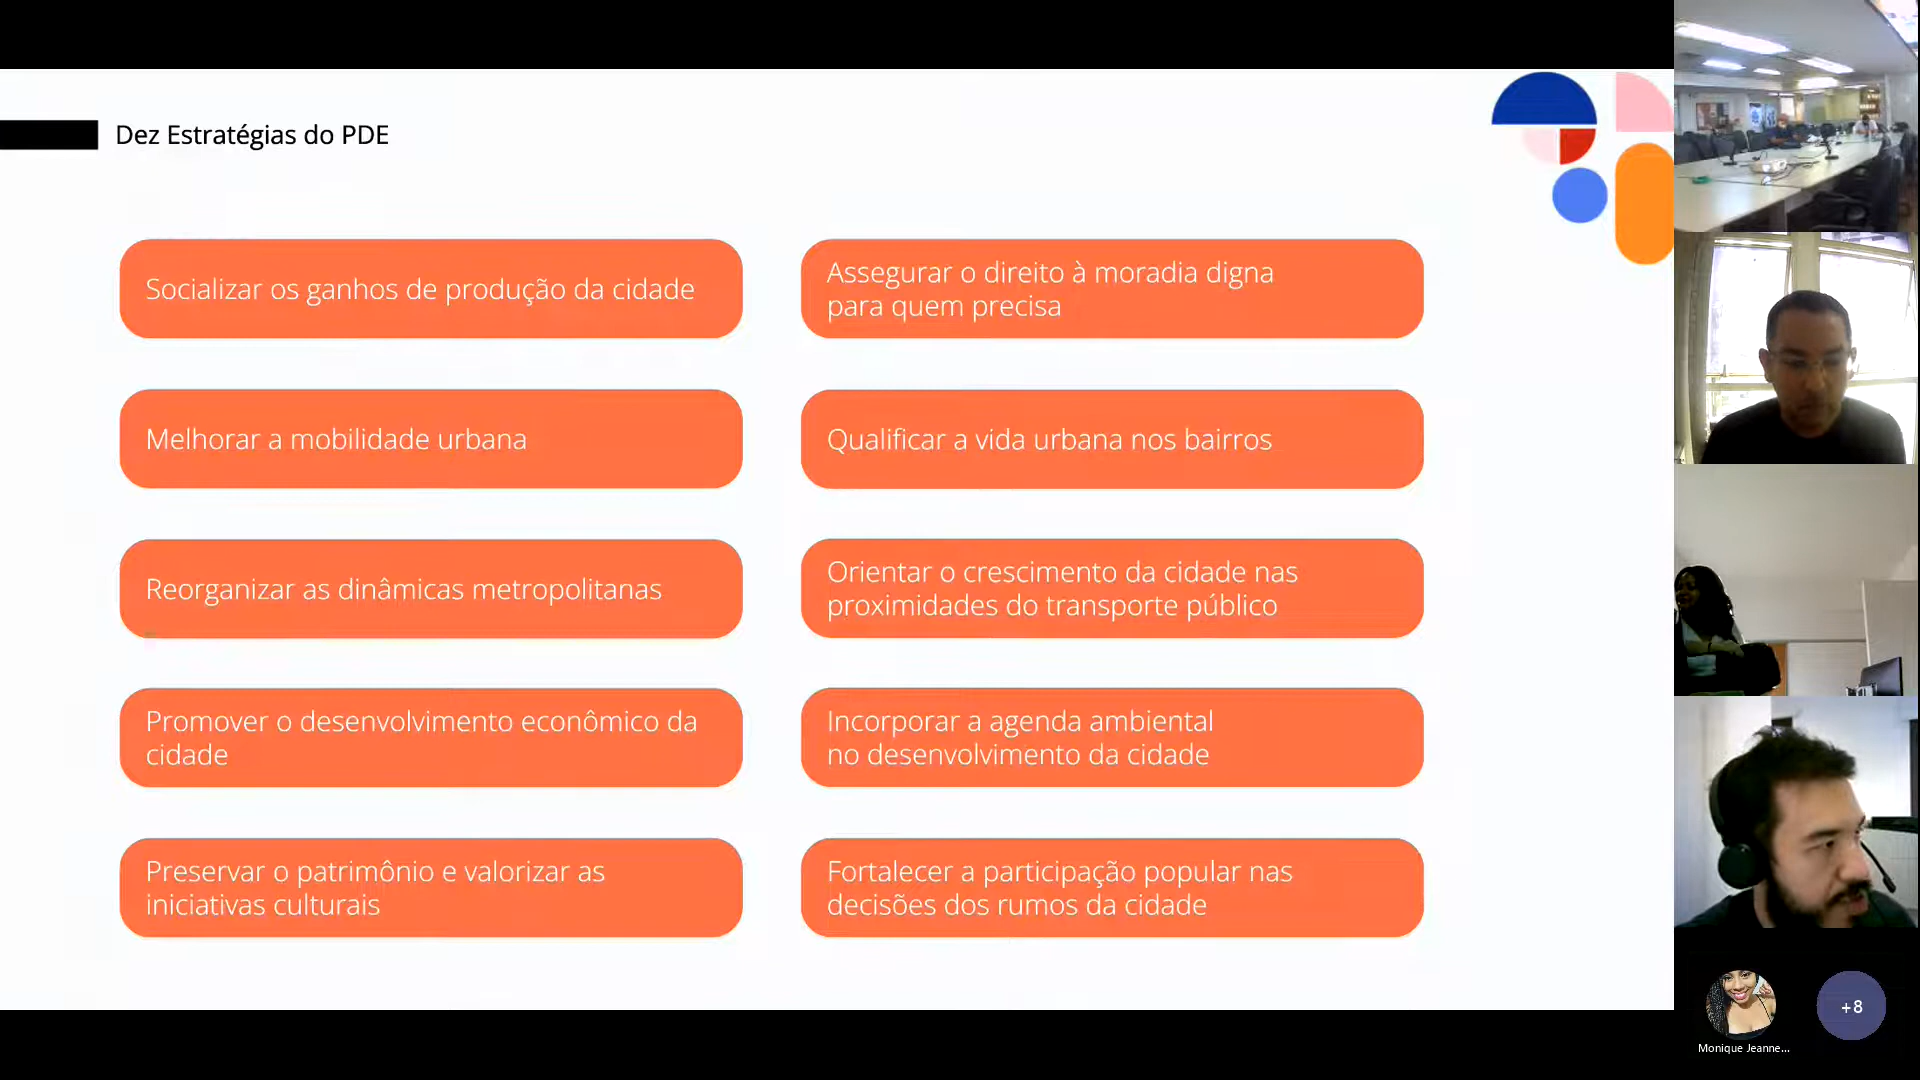 Dez Estratégias do PDE
Socializar os ganhos de produção da cidade
Assegurar o direito à moradia digna
para quem precisa
Melhorar a mobilidade urbana
Qualificar a vida urbana nos bairros
Reorganizar as dinâmicas metropolitanas
Orientar o crescimento da cidade nas
proximidades do transporte público
Promover o desenvolvimento econômico da
cidade
Incorporar a agenda ambiental
no desenvolvimento da cidade
Preservar o patrimônio e valorizar as
iniciativas culturais
Fortalecer a participação popular nas
decisões dos rumos da cidade
+8
Monique Jeanne...